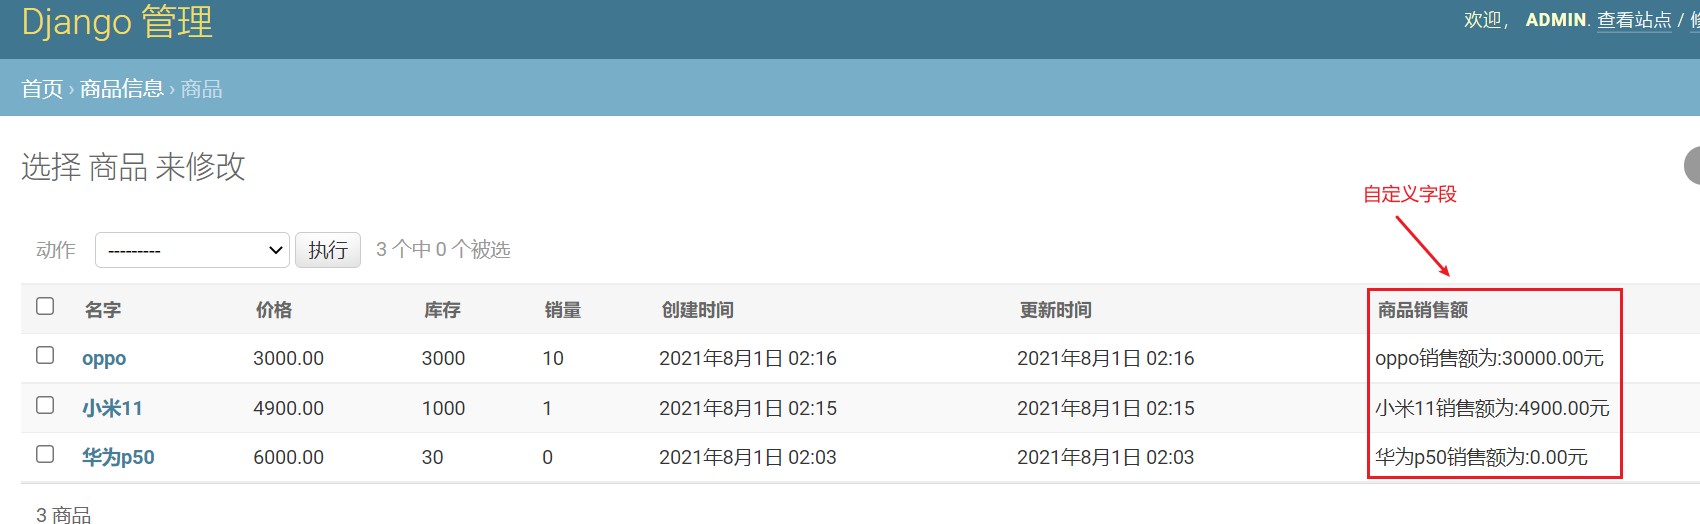 Django 管理
欢迎， ADMIN. 查看站点 /
首页 › 商品信息 › 商品
选择 商品 来修改
自定义字段
动作 --------- 执行 3 个中 0 个被选
名字 价格 库存 销量 创建时间 更新时间 商品销售额
oppo 3000.00 3000 10 2021年8月1日 02:16 2021年8月1日 02:16 oppo销售额为:30000.00元
小米11 4900.00 1000 1 2021年8月1日 02:15 2021年8月1日 02:15 小米11销售额为:4900.00元
华为p50 6000.00 30 0 2021年8月1日 02:03 2021年8月1日 02:03 华为p50销售额为:0.00元
3 商品